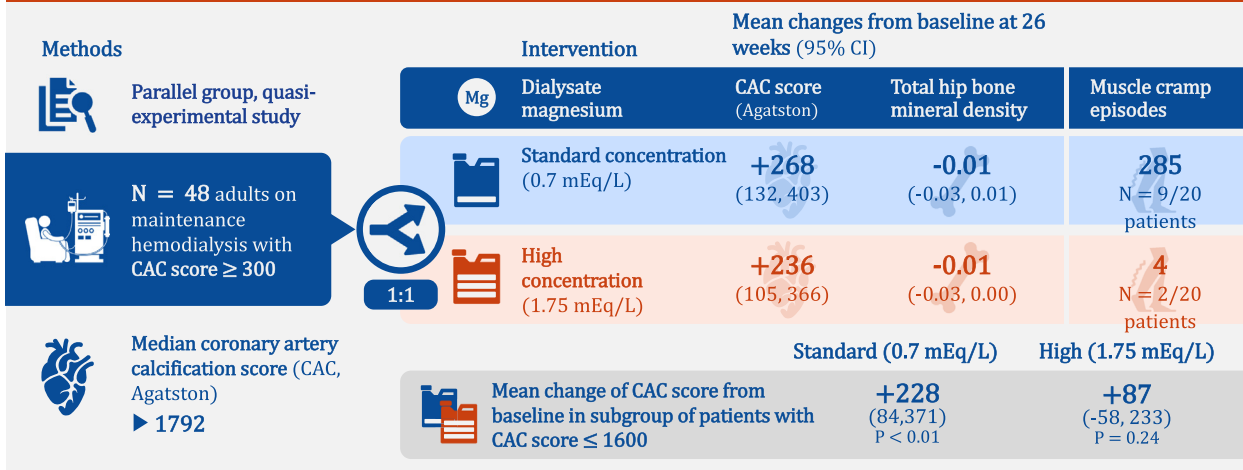 Methods
Parallel group, quasi-
experimental study
N = 48 adults on
maintenance
hemodialysis with
CAC score ≥ 300
1:1
Median coronary artery
calcification score (CAC,
Agatston)
▶ 1792
Intervention
Mean changes from baseline at 26
weeks (95% CI)
Mg
Dialysate
magnesium
CAC score
(Agatston)
Total hip bone
mineral density
Muscle cramp
episodes
Standard concentration
(0.7 mEq/L)
+268
(132, 403)
-0.01
(-0.03, 0.01)
285
N = 9/20
patients
High
concentration
(1.75 mEq/L)
+236
(105, 366)
-0.01
(-0.03, 0.00)
4
N = 2/20
patients
Standard (0.7 mEq/L)
High (1.75 mEq/L)
Mean change of CAC score from
baseline in subgroup of patients with
CAC score ≤ 1600
+228
(84,371)
P < 0.01
+87
(-58, 233)
P = 0.24